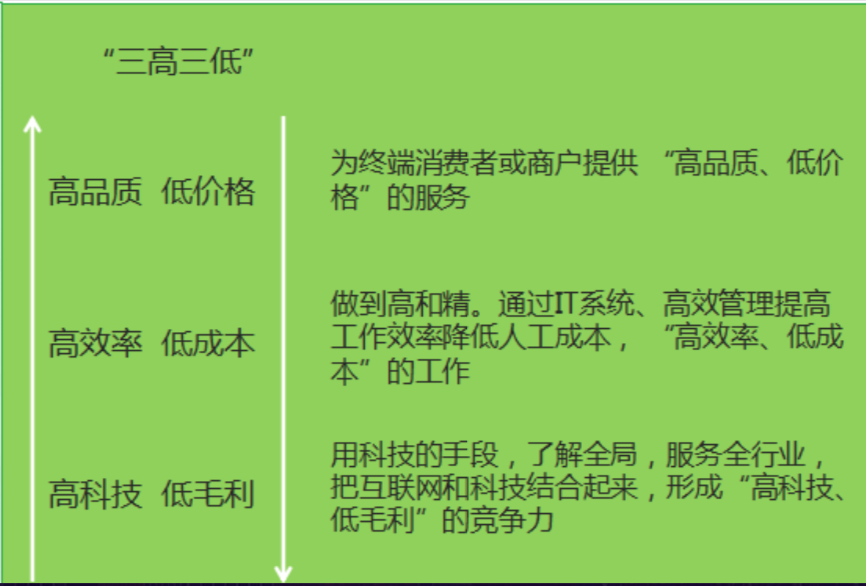 “三高三低”
高品质 低价格
为终端消费者或商户提供 “高品质、低价
格”的服务
高效率 低成本
做到高和精。通过IT系统、高效管理提高
工作效率降低人工成本， “高效率、低成
本”的工作
高科技 低毛利
用科技的手段，了解全局，服务全行业，
把互联网和科技结合起来，形成“高科技、
低毛利”的竞争力